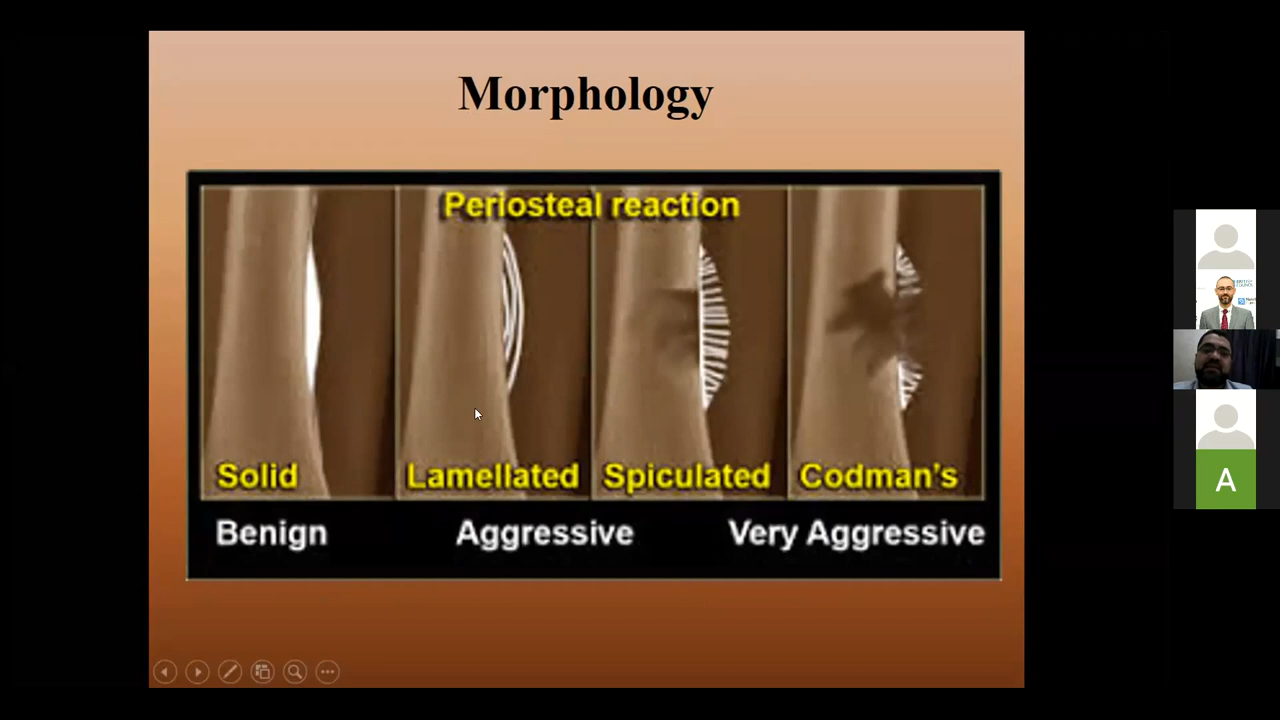 Morphology
Periosteal reaction
Solid
Lamellated
Spiculated
Codman's
Benign
Aggressive
Very Aggressive
A